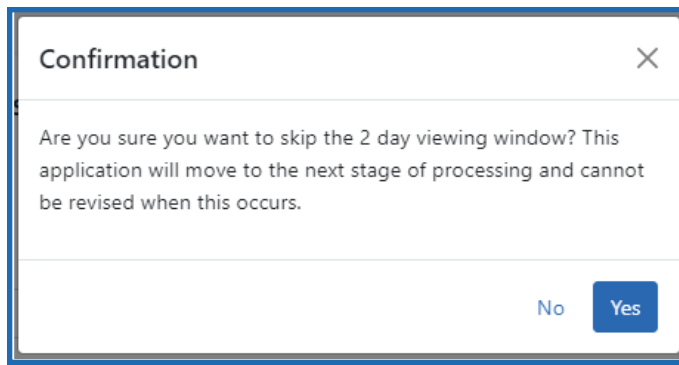 Confirmation
Are you sure you want to skip the 2 day viewing window? This
application will move to the next stage of processing and cannot
be revised when this occurs.
No Yes